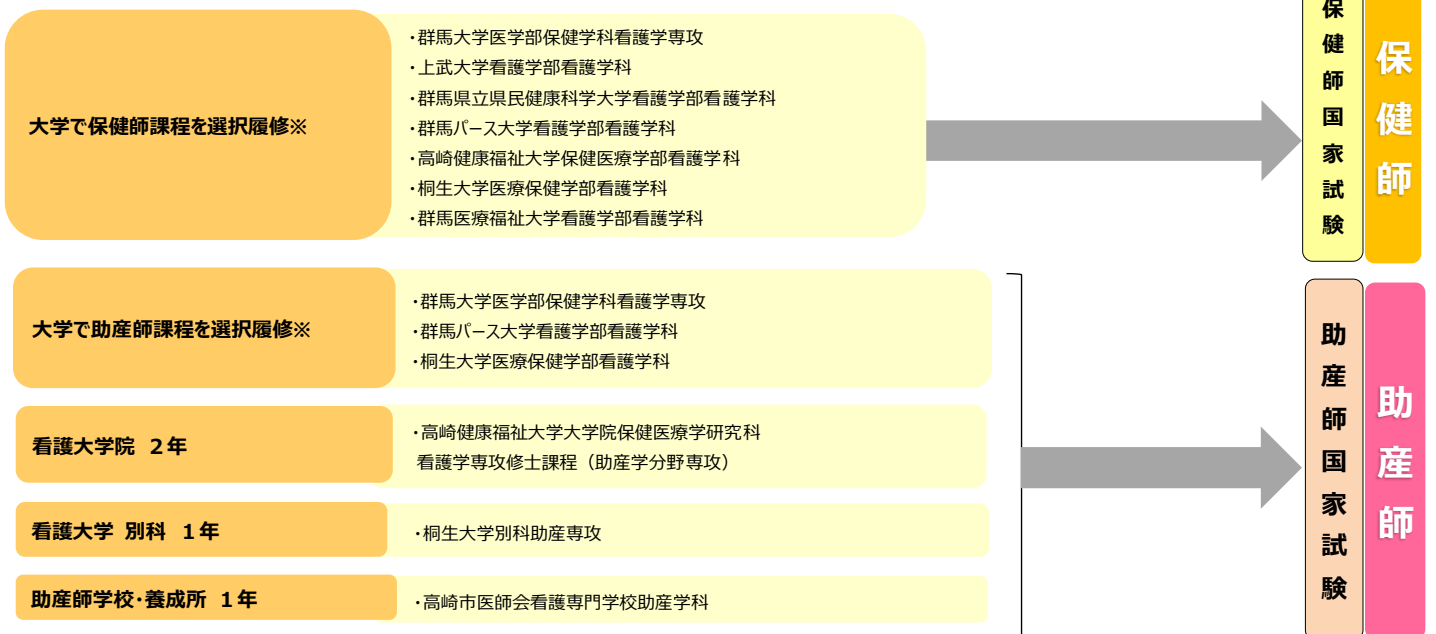 大学で保健師課程を選択履修※
・群馬大学医学部保健学科看護学専攻
・上武大学看護学部看護学科
・群馬県立県民健康科学大学看護学部看護学科
・群馬パース大学看護学部看護学科
・高崎健康福祉大学保健医療学部看護学科
・桐生大学医療保健学部看護学科
・群馬医療福祉大学看護学部看護学科
保健師国家試験
保健師
大学で助産師課程を選択履修※
・群馬大学医学部保健学科看護学専攻
・群馬パース大学看護学部看護学科
・桐生大学医療保健学部看護学科
看護大学院 2年
・高崎健康福祉大学大学院保健医療学研究科
看護学専攻修士課程（助産学分野専攻）
看護大学 別科 1年
・桐生大学別科助産専攻
助産師学校・養成所 1年
・高崎市医師会看護専門学校助産学科
助産師国家試験
助産師